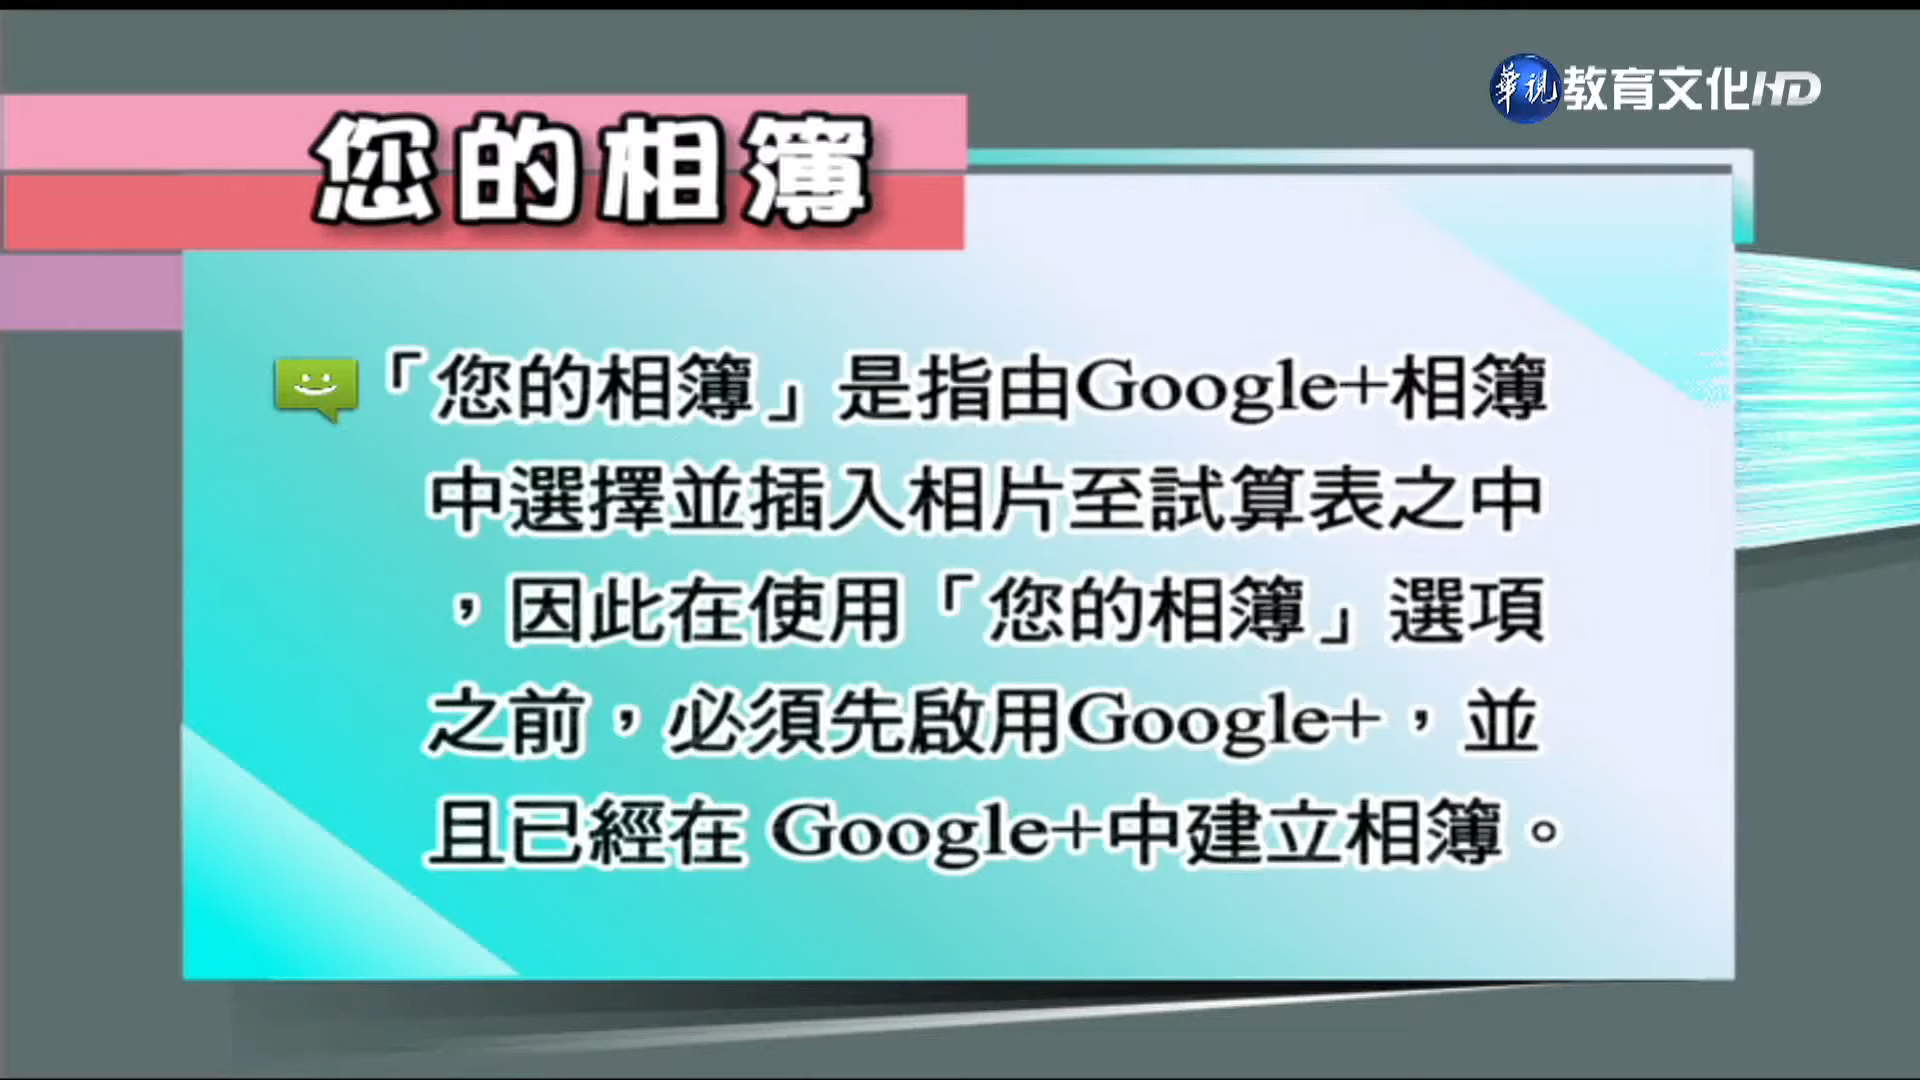 華視教育文化HD
您的相簿
「您的相簿」是指由Google+相簿
中選擇並插入相片至試算表之中
，因此在使用「您的相簿」選項
之前，必須先啟用Google+，並
且已經在 Google+中建立相簿。